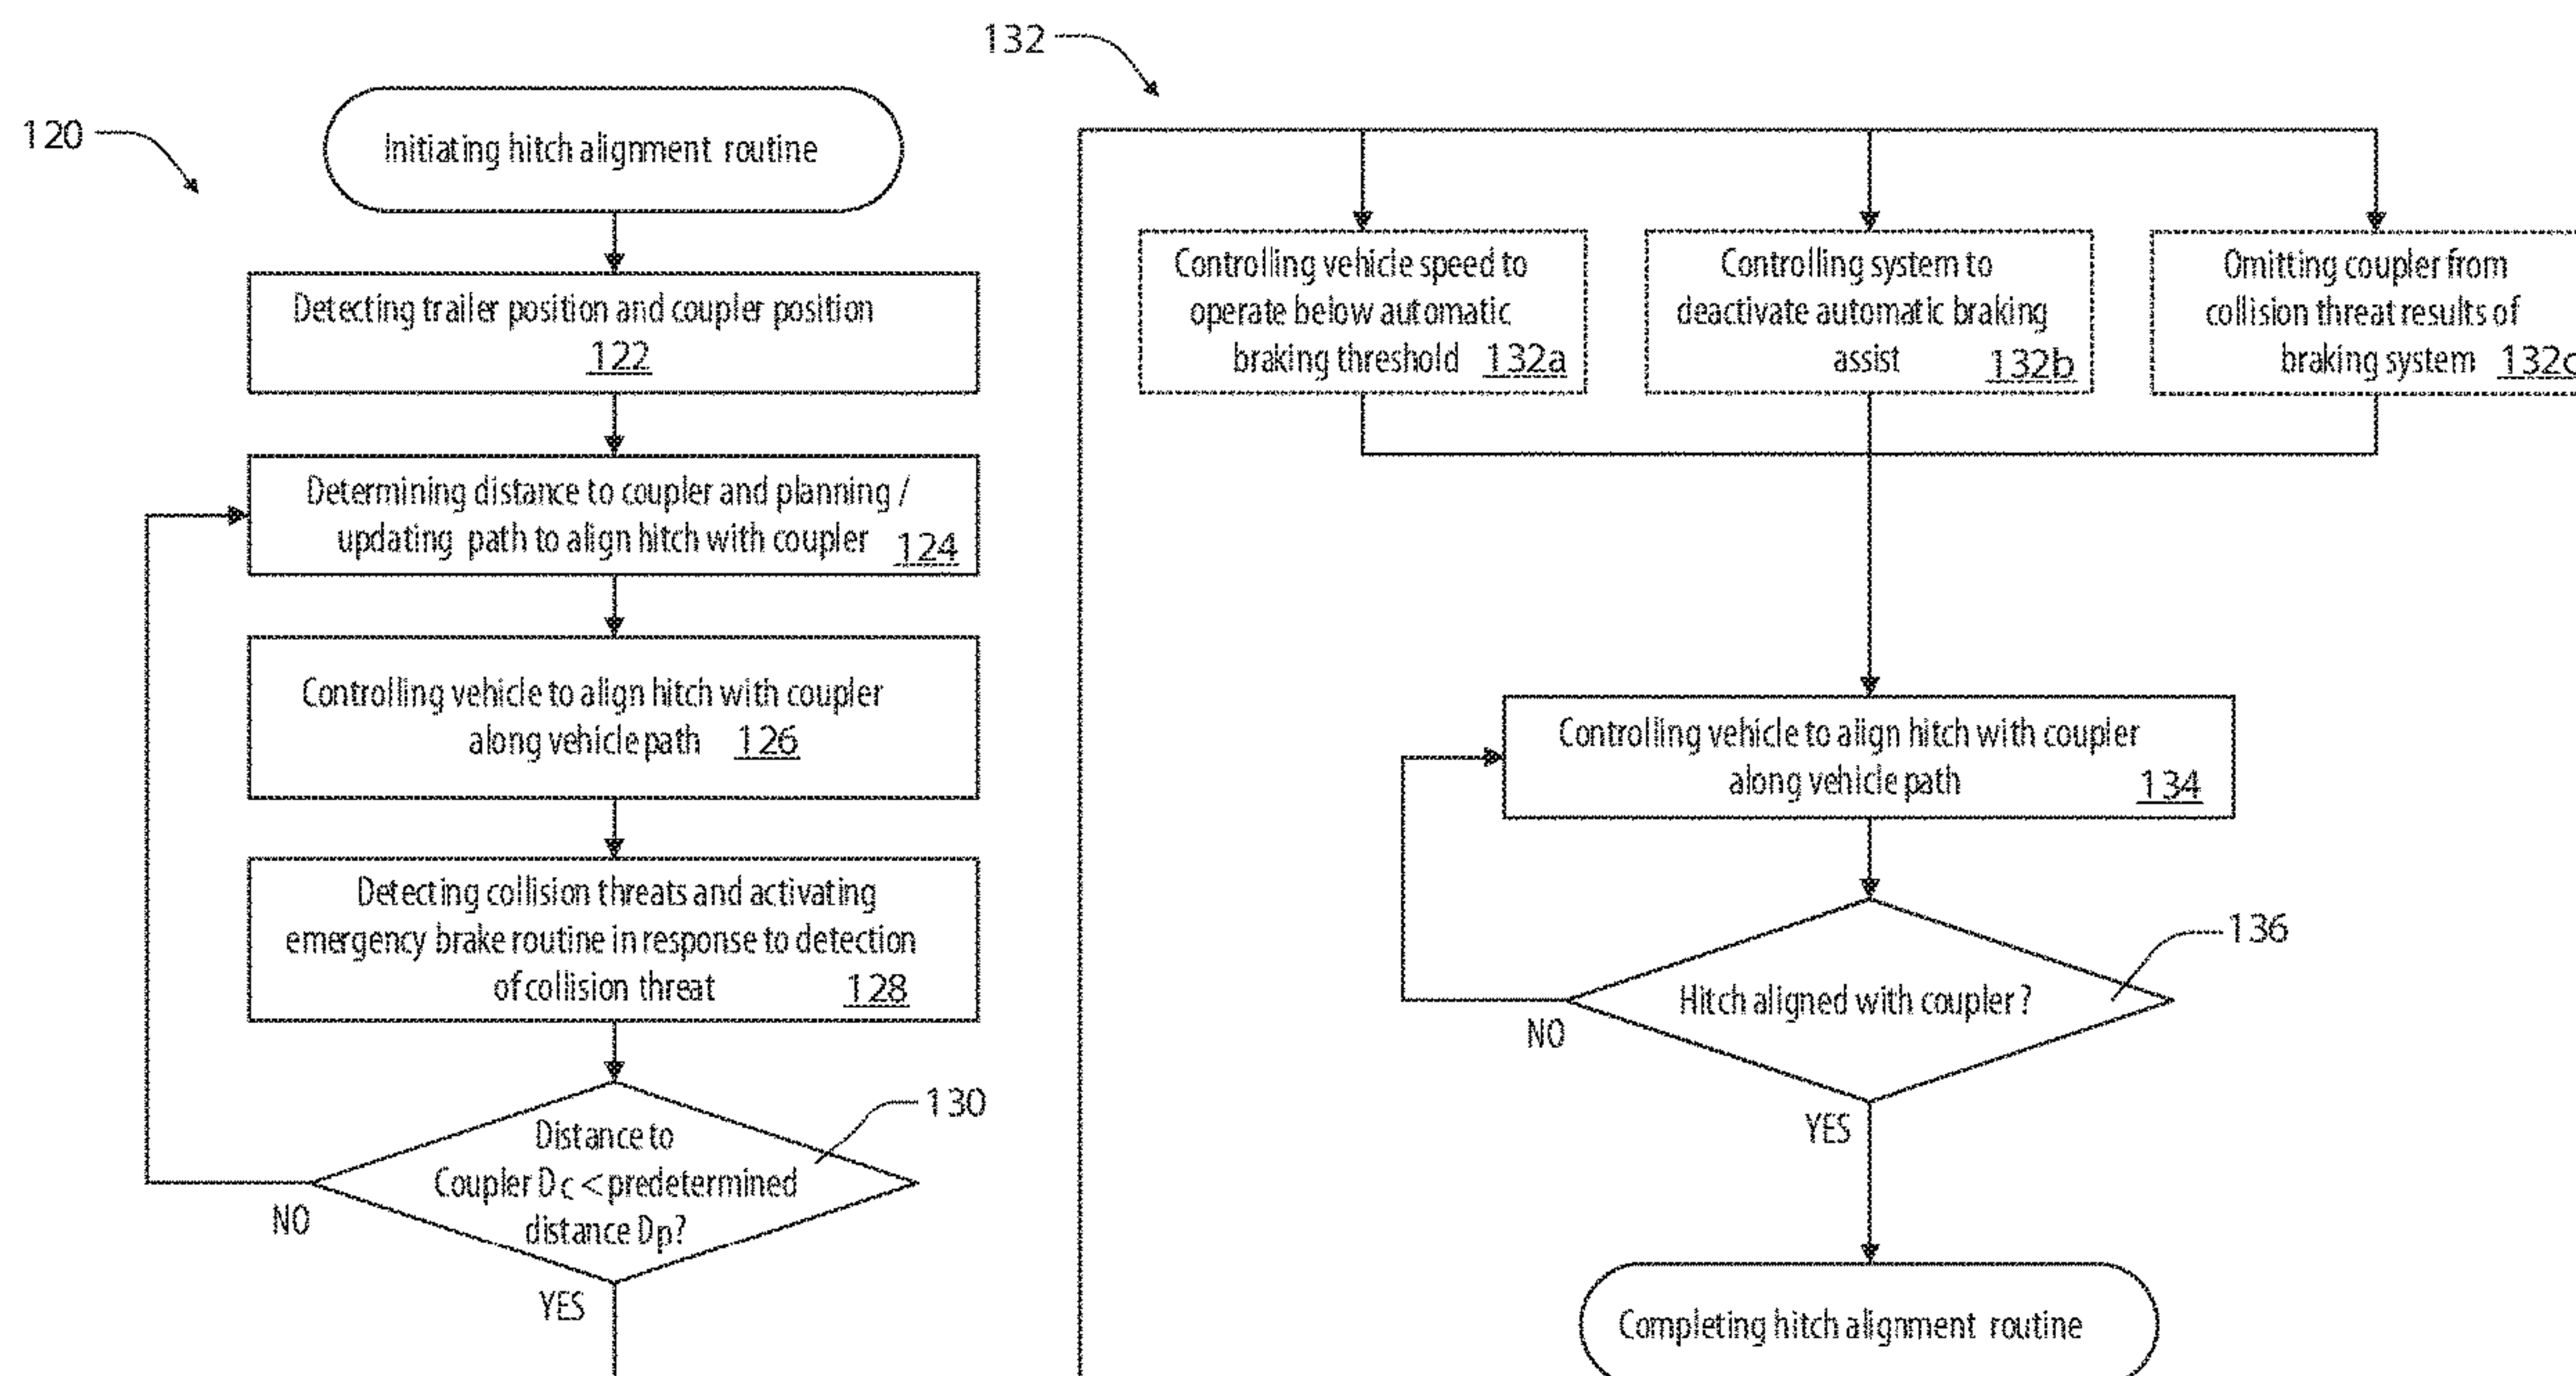 120
Initiating hitch alignment routine
Detecting trailer position and coupler position
122
Determining distance to coupler and planning /
updating path to align hitch with coupler 124
Controlling vehicle to align hitch with coupler
along vehicle path 126
Detecting collision threats and activating
emergency brake routine in response to detection
of collision threat 128
130
Distance to
Coupler Dc < predetermined
distance Dp?
NO
YES
132
Controlling vehicle speed to
operate below automatic
braking threshold 132a
Controlling system to
deactivate automatic braking
assist 132b
Omitting coupler from
collision threat results of
braking system 132c
Controlling vehicle to align hitch with coupler
along vehicle path 134
136
Hitch aligned with coupler?
NO
YES
Completing hitch alignment routine